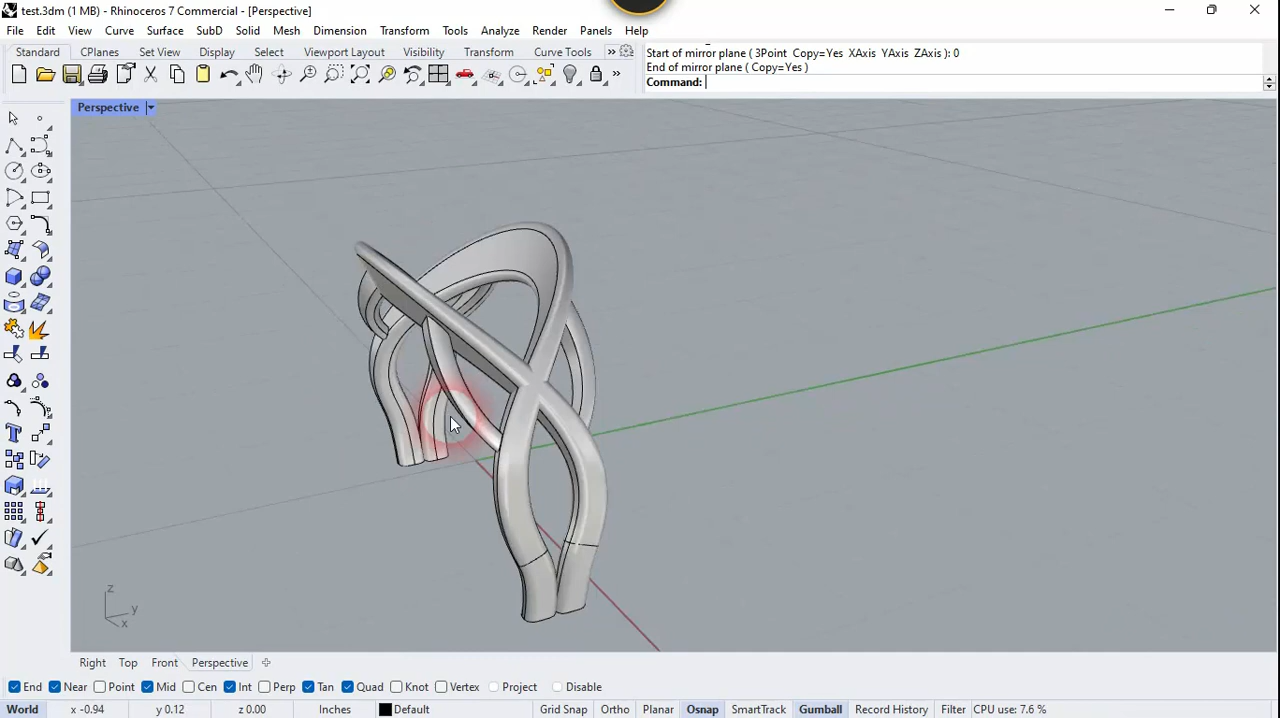 test.3dm (1 MB) - Rhinoceros 7 Commercial - [Perspective]
File Edit View Curve Surface Solid Mesh Dimension Transform Tools Analyze Render Panels Help
Standard CPlanes Set View Display Select Viewport Layout Visibility Transform Curve Tools »
Start of mirror plane ( 3Point Copy=Yes XAxis YAxis ZAxis ): 0
End of mirror plane ( Copy=Yes )
Command:
Perspective
z
y
x
Right Top Front Perspective
End Near Point Mid Cen Int Perp Tan Quad Knot Vertex Project Disable
World x -0.94 y 0.12 z 0.00 Inches Default Grid Snap Ortho Planar Osnap SmartTrack Gumball Record History Filter CPU use: 7.6 %